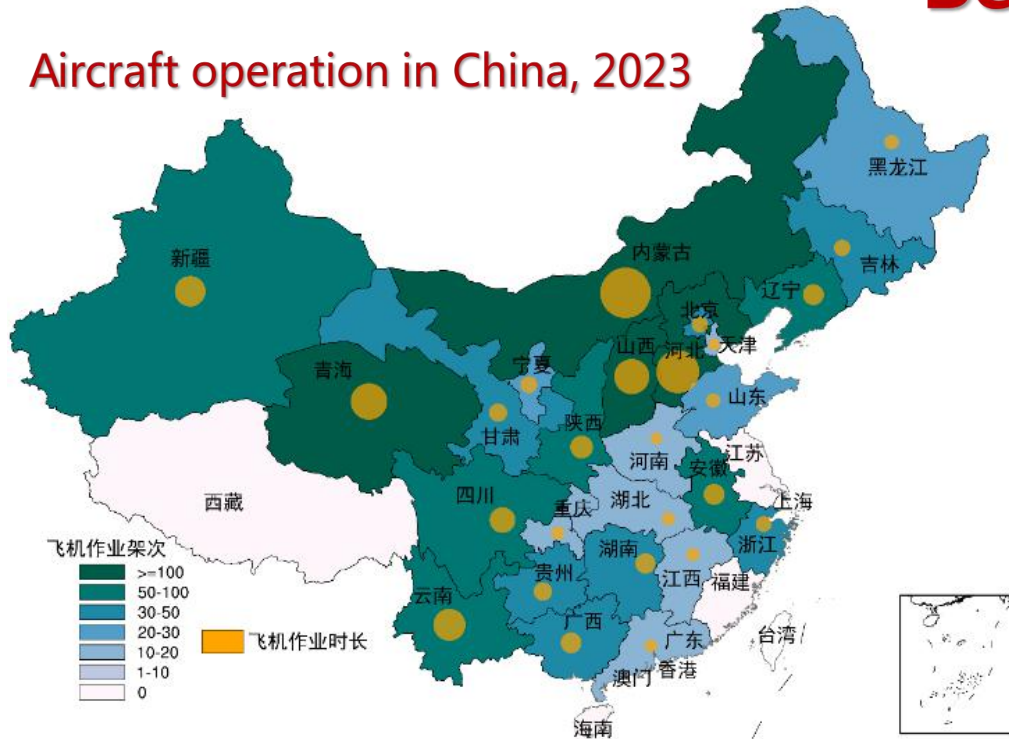 Aircraft operation in China, 2023
黑龙江
内蒙古
新疆
吉林
辽宁
北京
天津
山西
河北
宁夏
青海
山东
陕西
甘肃
河南
江苏
安徽
四川
西藏
湖北
重庆
上海
浙江
湖南
贵州
江西
福建
云南
广西
广东
台湾
香港
澳门
海南
飞机作业架次
>=100
50-100
30-50
20-30
10-20
1-10
0
飞机作业时长